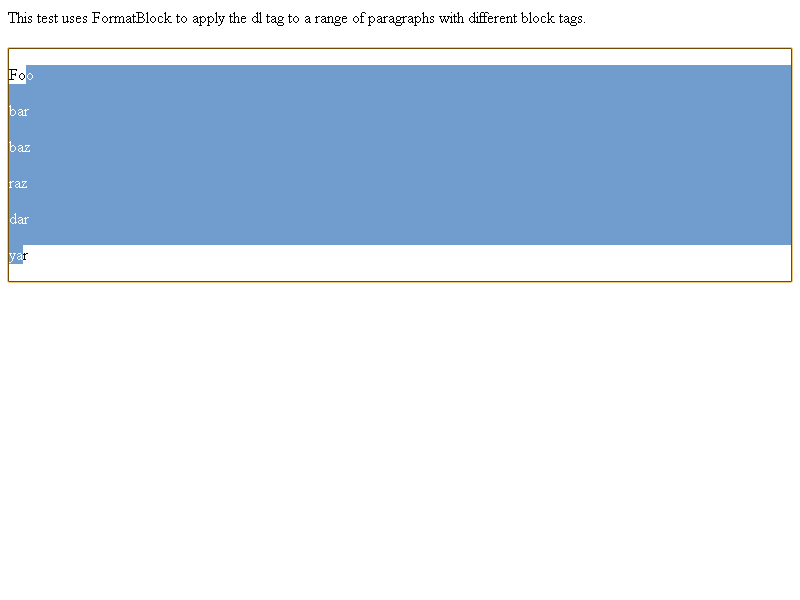 This test uses FormatBlock to apply the dl tag to a range of paragraphs with different block tags.
Foo
bar
baz
raz
dar
yar